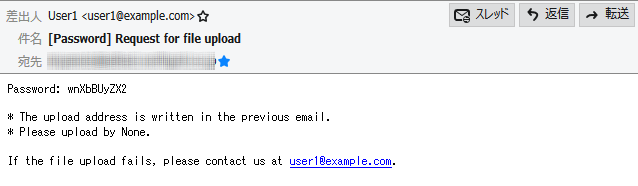 差出人 User1 <user1@example.com>
スレッド 返信 転送
件名 [Password] Request for file upload
宛先
Password: wnXbBUyZX2
* The upload address is written in the previous email.
* Please upload by None.
If the file upload fails, please contact us at user1@example.com.